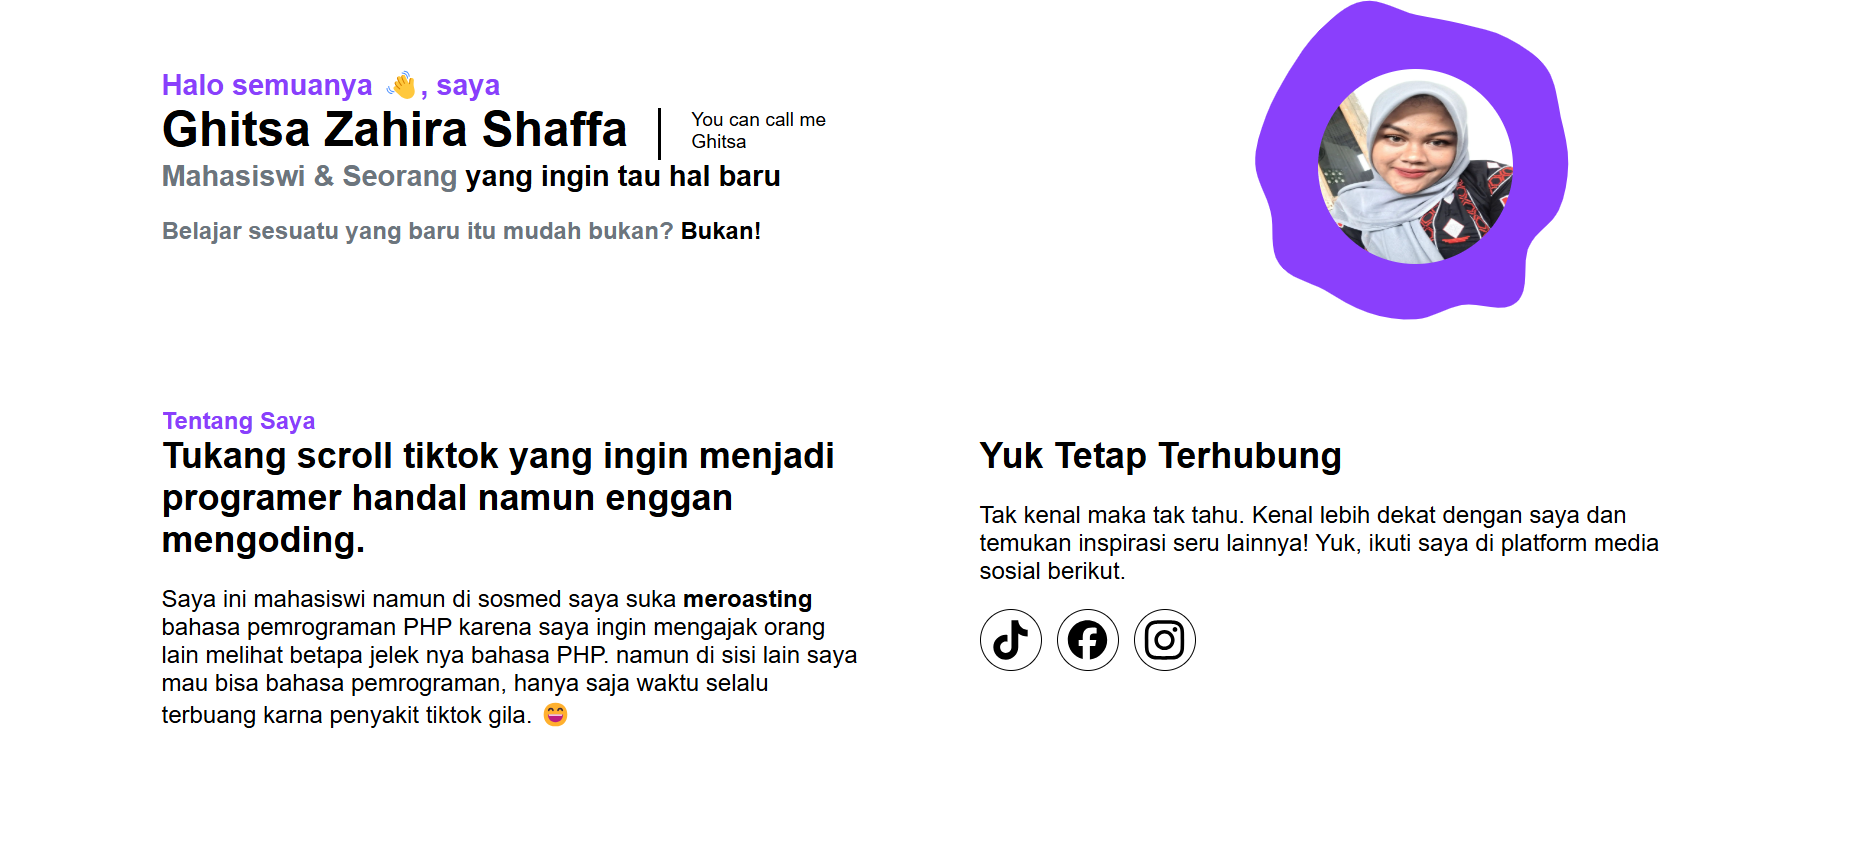 Halo semuanya 👋, saya
Ghitsa Zahira Shaffa
You can call me
Ghitsa
Mahasiswi & Seorang yang ingin tau hal baru
Belajar sesuatu yang baru itu mudah bukan? Bukan!
Tentang Saya
Tukang scroll tiktok yang ingin menjadi
programer handal namun enggan
mengoding.
Saya ini mahasiswi namun di sosmed saya suka meroasting
bahasa pemrograman PHP karena saya ingin mengajak orang
lain melihat betapa jelek nya bahasa PHP. namun di sisi lain saya
mau bisa bahasa pemrograman, hanya saja waktu selalu
terbuang karna penyakit tiktok gila. 😄
Yuk Tetap Terhubung
Tak kenal maka tak tahu. Kenal lebih dekat dengan saya dan
temukan inspirasi seru lainnya! Yuk, ikuti saya di platform media
sosial berikut.